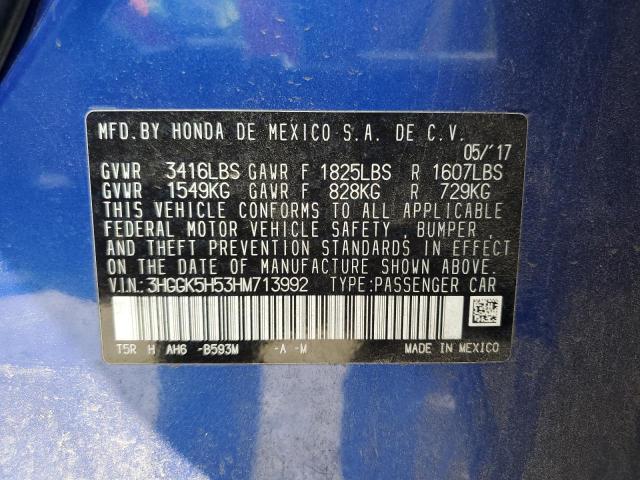 MFD. BY HONDA DE MEXICO S.A. DE C.V.
05/'17
GVWR 3416LBS GAWR F 1825LBS R 1607LBS
GVWR 1549KG GAWR F 828KG R 729KG
THIS VEHICLE CONFORMS TO ALL APPLICABLE
FEDERAL MOTOR VEHICLE SAFETY, BUMPER,
AND THEFT PREVENTION STANDARDS IN EFFECT
ON THE DATE OF MANUFACTURE SHOWN ABOVE.
V.I.N.:3HGGK5H53HM713992 TYPE:PASSENGER CAR
T5R H AH6 -B593M -A -M MADE IN MEXICO